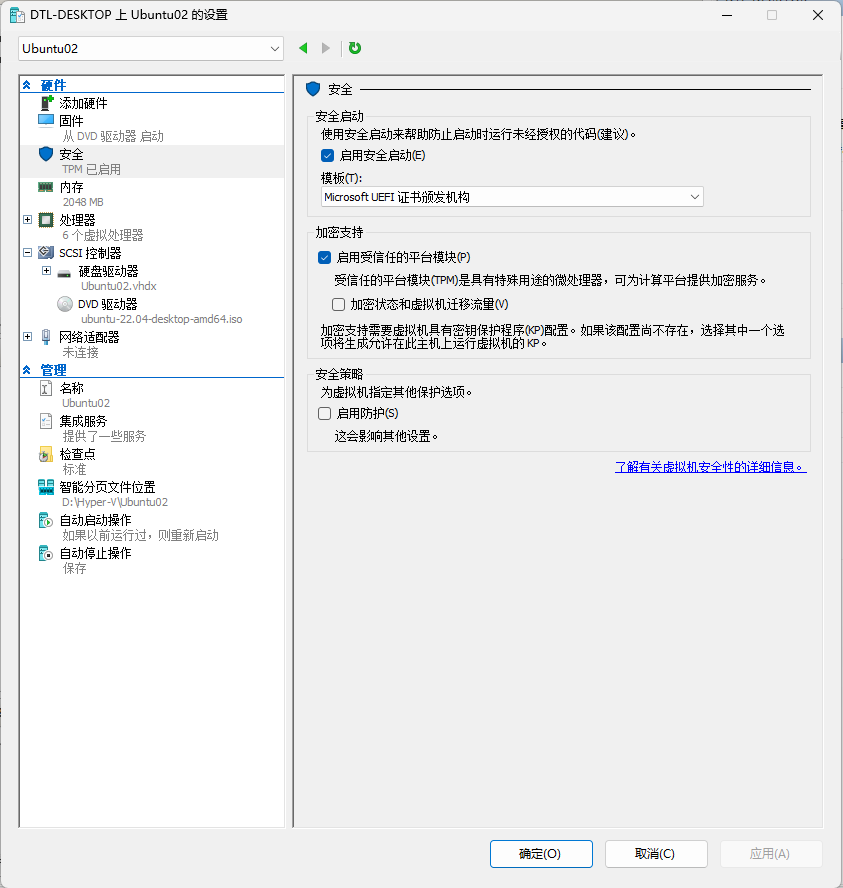 DTL-DESKTOP 上 Ubuntu02 的设置
Ubuntu02
硬件
添加硬件
固件
从 DVD 驱动器 启动
安全
TPM 已启用
内存
2048 MB
处理器
6 个虚拟处理器
SCSI 控制器
硬盘驱动器
Ubuntu02.vhdx
DVD 驱动器
ubuntu-22.04-desktop-amd64.iso
网络适配器
未连接
管理
名称
Ubuntu02
集成服务
提供了一些服务
检查点
标准
智能分页文件位置
D:\Hyper-V\Ubuntu02
自动启动操作
如果以前运行过，则重新启动
自动停止操作
保存
安全
安全启动
使用安全启动来帮助防止启动时运行未经授权的代码(建议)。
启用安全启动(E)
模板(T):
Microsoft UEFI 证书颁发机构
加密支持
启用受信任的平台模块(P)
受信任的平台模块(TPM)是具有特殊用途的微处理器，可为计算平台提供加密服务。
加密状态和虚拟机迁移流量(V)
加密支持需要虚拟机具有密钥保护程序(KP)配置。如果该配置尚不存在，选择其中一个选
项将生成允许在此主机上运行虚拟机的 KP。
安全策略
为虚拟机指定其他保护选项。
启用防护(S)
这会影响其他设置。
了解有关虚拟机安全性的详细信息。
确定(O)
取消(C)
应用(A)